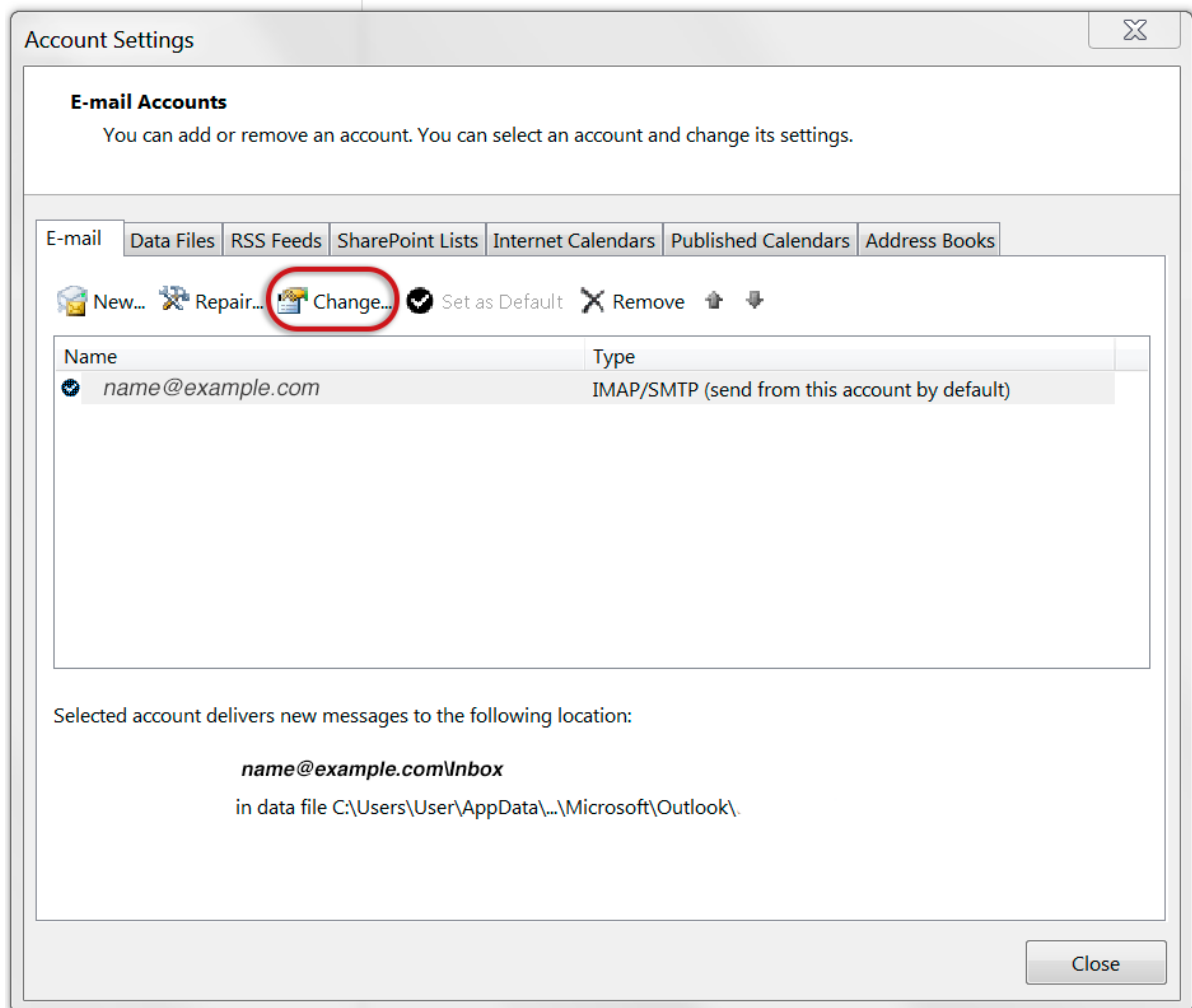 Account Settings
E-mail Accounts
You can add or remove an account. You can select an account and change its settings.
E-mail Data Files RSS Feeds SharePoint Lists Internet Calendars Published Calendars Address Books
New... Repair... Change... Set as Default Remove
Name Type
name@example.com IMAP/SMTP (send from this account by default)
Selected account delivers new messages to the following location:
name@example.com\Inbox
in data file C:\Users\User\AppData\...\Microsoft\Outlook\
Close